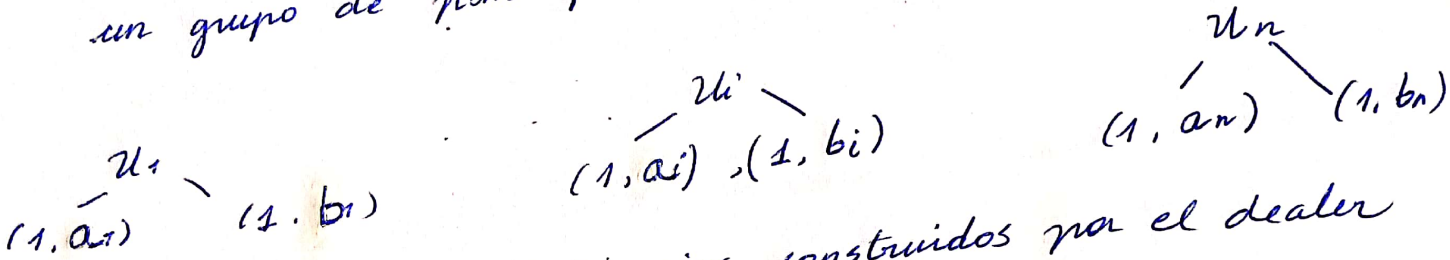 un grupo de
Un
Ui
(1, an) (1, bn)
(1, ai) ,(1, bi)
U1
(1, a1) (1. b1)
construidos por el dealer